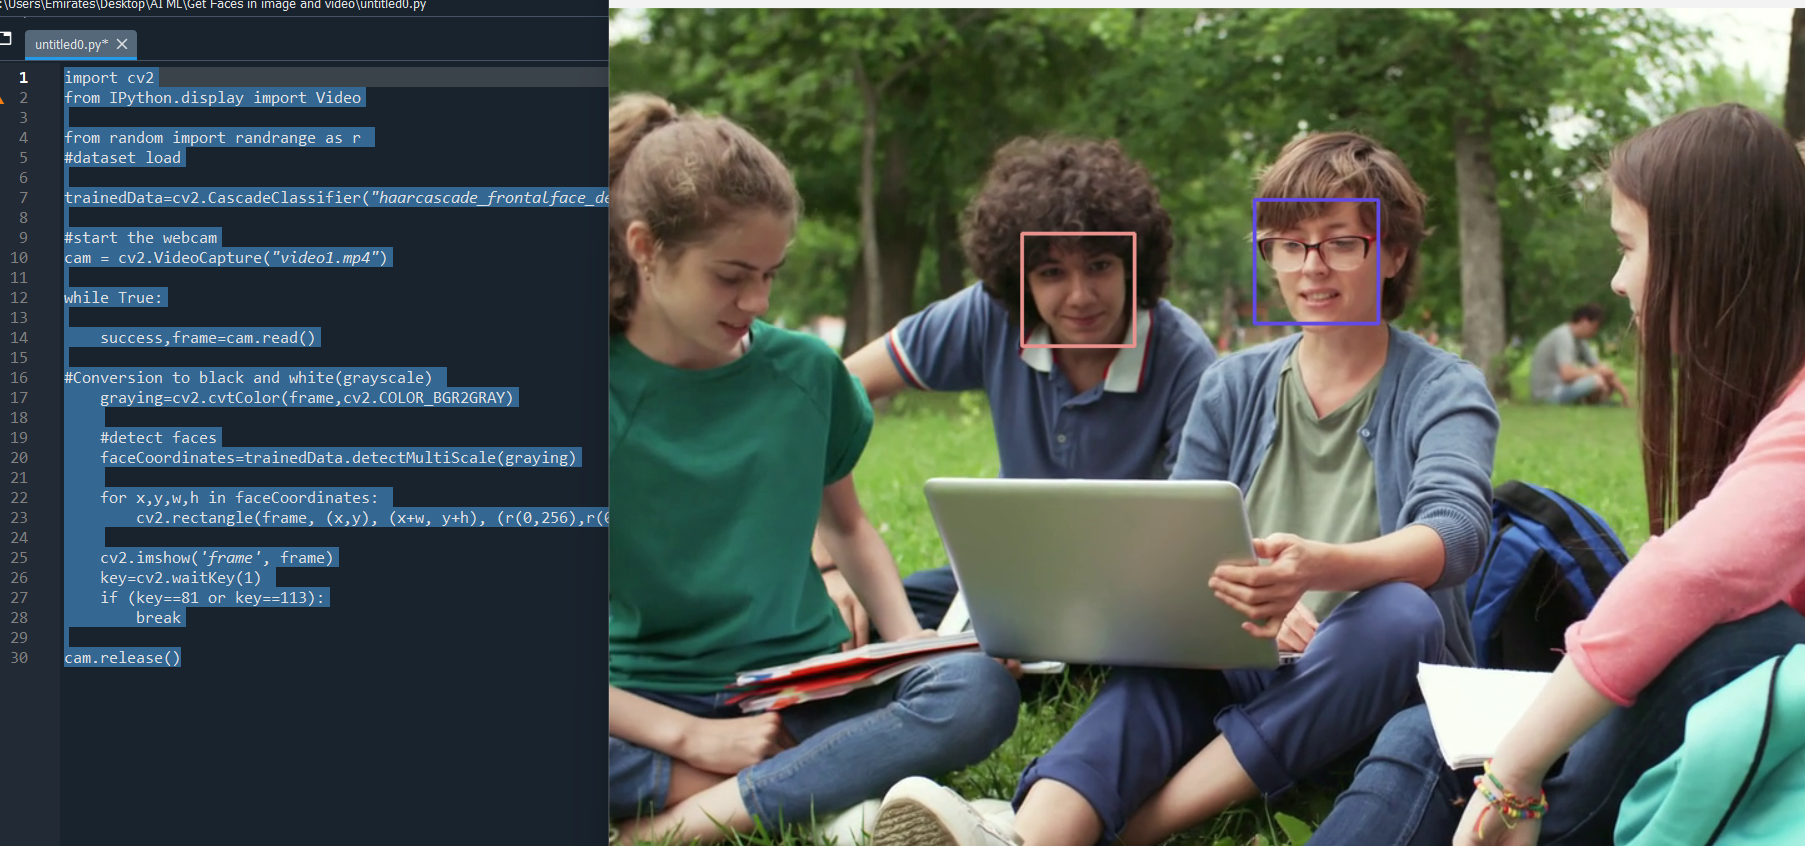 :\Users\Emirates\Desktop\AI ML\Get Faces in image and video\untitled0.py
untitled0.py*
1 import cv2
2 from IPython.display import Video
3
4 from random import randrange as r
5 #dataset load
6
7 trainedData=cv2.CascadeClassifier("haarcascade_frontalface_de
8
9 #start the webcam
10 cam = cv2.VideoCapture("video1.mp4")
11
12 while True:
13
14 success,frame=cam.read()
15
16 #Conversion to black and white(grayscale)
17 graying=cv2.cvtColor(frame,cv2.COLOR_BGR2GRAY)
18
19 #detect faces
20 faceCoordinates=trainedData.detectMultiScale(graying)
21
22 for x,y,w,h in faceCoordinates:
23 cv2.rectangle(frame, (x,y), (x+w, y+h), (r(0,256),r(0
24
25 cv2.imshow('frame', frame)
26 key=cv2.waitKey(1)
27 if (key==81 or key==113):
28 break
29
30 cam.release()